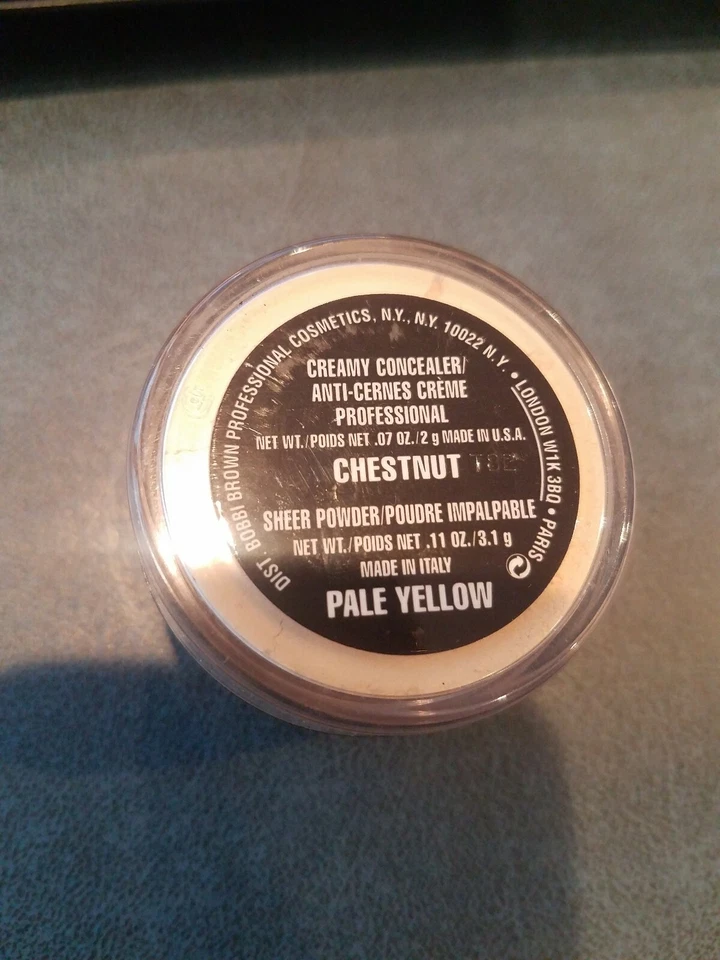 DIST. BOBBI BROWN PROFESSIONAL COSMETICS, N.Y., N.Y. 10022 N.Y. • LONDON W1K 3BQ • PARIS
CREAMY CONCEALER/
ANTI-CERNES CRÈME
PROFESSIONAL
NET WT./POIDS NET .07 OZ./2 g MADE IN U.S.A.
CHESTNUT
SHEER POWDER/POUDRE IMPALPABLE
NET WT./POIDS NET .11 OZ./3.1 g
MADE IN ITALY
PALE YELLOW